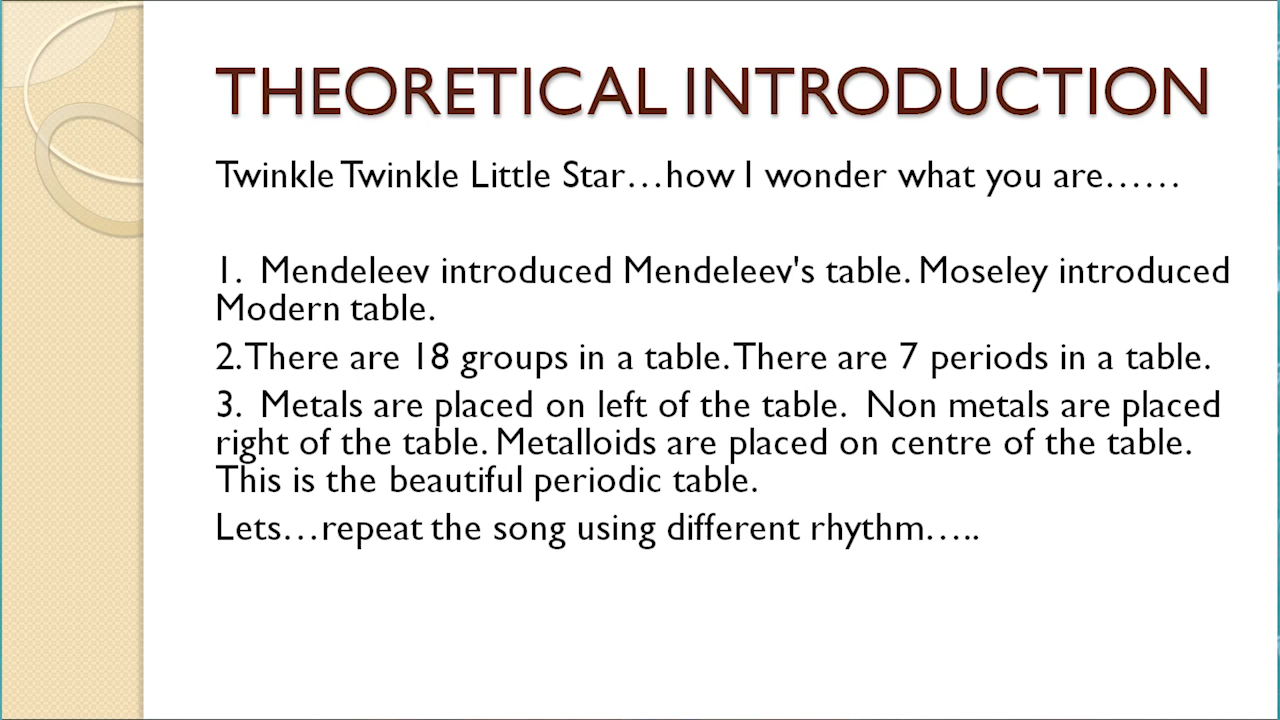 THEORETICAL INTRODUCTION
Twinkle Twinkle Little Star…how I wonder what you are……
1. Mendeleev introduced Mendeleev's table. Moseley introduced
Modern table.
2. There are 18 groups in a table. There are 7 periods in a table.
3. Metals are placed on left of the table. Non metals are placed
right of the table. Metalloids are placed on centre of the table.
This is the beautiful periodic table.
Lets…repeat the song using different rhythm…..